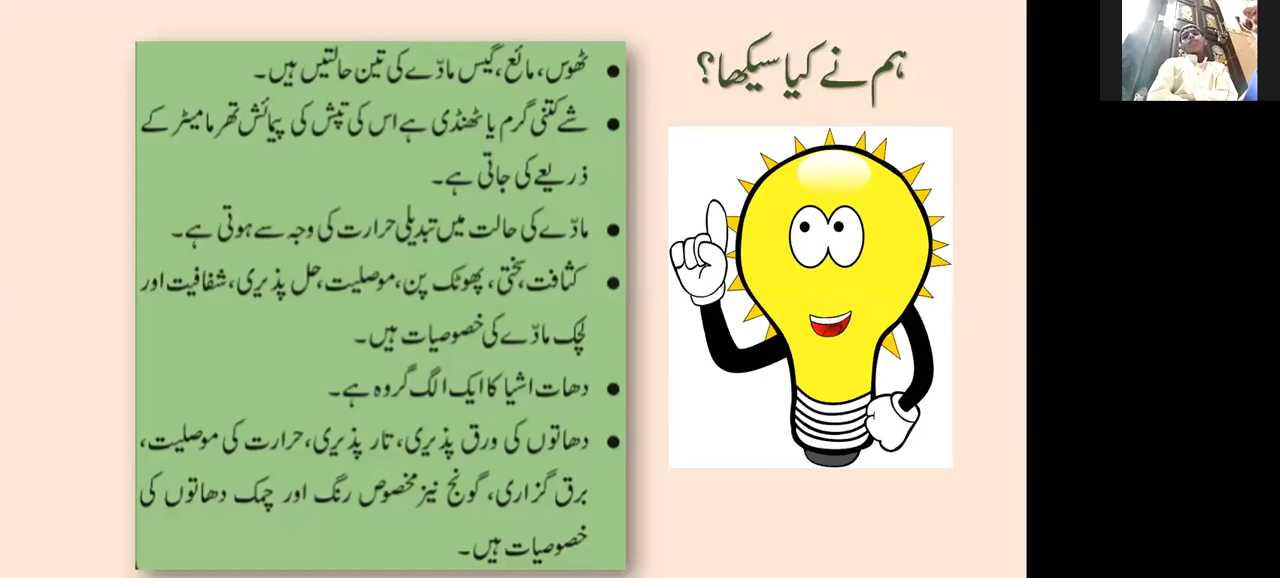 ہم نے کیا سیکھا؟
• ٹھوس، مائع، گیس مادّے کی تین حالتیں ہیں۔
• شے کتنی گرم یا ٹھنڈی ہے اس کی تپش کی پیمائش تھرمامیٹر کے
ذریعے کی جاتی ہے۔
• مادّے کی حالت میں تبدیلی حرارت کی وجہ سے ہوتی ہے۔
• کثافت، سختی، پھوٹک پن، موصلیت، حل پذیری، شفافیت اور
لچک مادّے کی خصوصیات ہیں۔
• دھات اشیا کا ایک الگ گروہ ہے۔
• دھاتوں کی ورق پذیری، تار پذیری، حرارت کی موصلیت،
برق گزاری، گونج نیز مخصوص رنگ اور چمک دھاتوں کی
خصوصیات ہیں۔